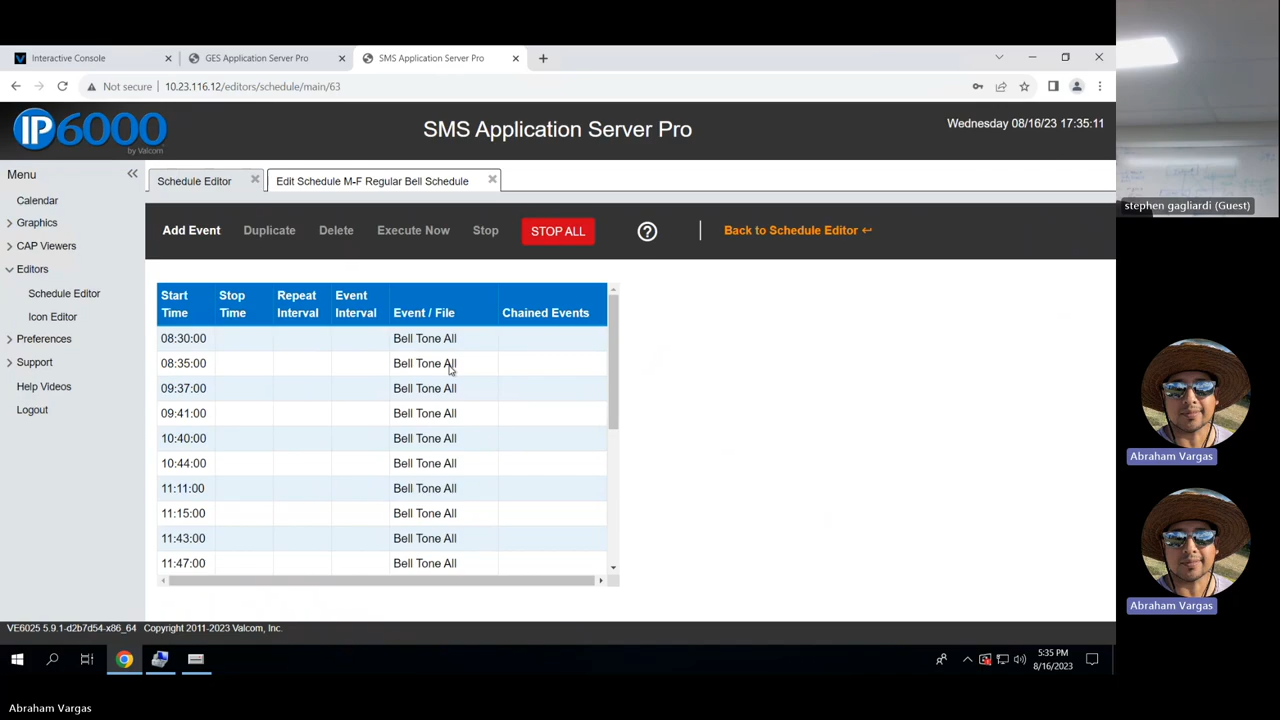 Interactive Console
GES Application Server Pro
SMS Application Server Pro
Not secure
10.23.116.12/editors/schedule/main/63
IP6000
by Valcom
SMS Application Server Pro
Wednesday 08/16/23 17:35:11
Menu
Calendar
Graphics
CAP Viewers
Editors
Schedule Editor
Icon Editor
Preferences
Support
Help Videos
Logout
Schedule Editor
Edit Schedule M-F Regular Bell Schedule
Add Event
Duplicate
Delete
Execute Now
Stop
STOP ALL
Back to Schedule Editor
Start Time
Stop Time
Repeat Interval
Event Interval
Event / File
Chained Events
08:30:00 Bell Tone All
08:35:00 Bell Tone All
09:37:00 Bell Tone All
09:41:00 Bell Tone All
10:40:00 Bell Tone All
10:44:00 Bell Tone All
11:11:00 Bell Tone All
11:15:00 Bell Tone All
11:43:00 Bell Tone All
11:47:00 Bell Tone All
VE6025 5.9.1-d2b7d54-x86_64 Copyright 2011-2023 Valcom, Inc.
5:35 PM
8/16/2023
stephen gagliardi (Guest)
Abraham Vargas
Abraham Vargas
Abraham Vargas